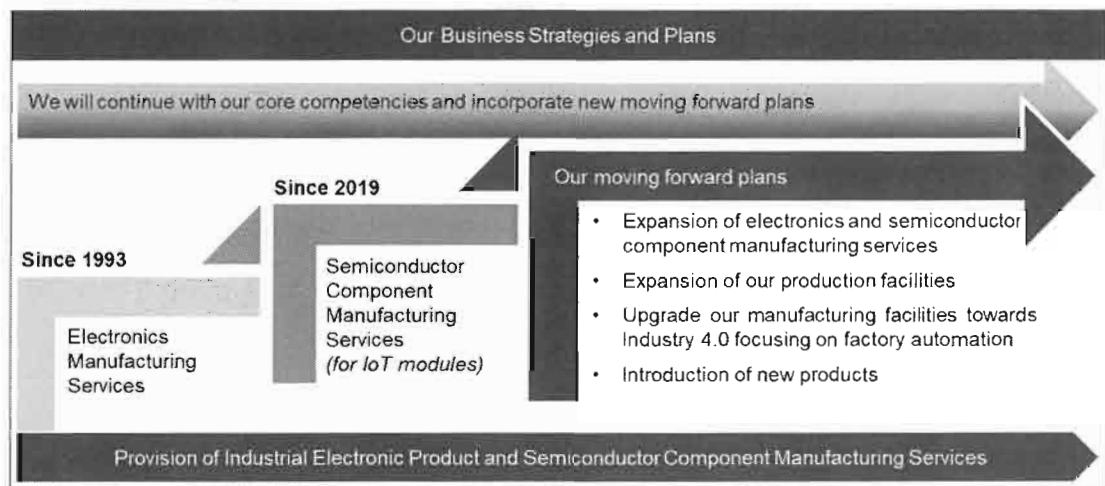 Our Business Strategies and Plans
We will continue with our core competencies and incorporate new moving forward plans
Since 1993
Electronics
Manufacturing
Services
Since 2019
Semiconductor
Component
Manufacturing
Services
(for IoT modules)
Our moving forward plans
• Expansion of electronics and semiconductor
component manufacturing services
• Expansion of our production facilities
• Upgrade our manufacturing facilities towards
Industry 4.0 focusing on factory automation
• Introduction of new products
Provision of Industrial Electronic Product and Semiconductor Component Manufacturing Services